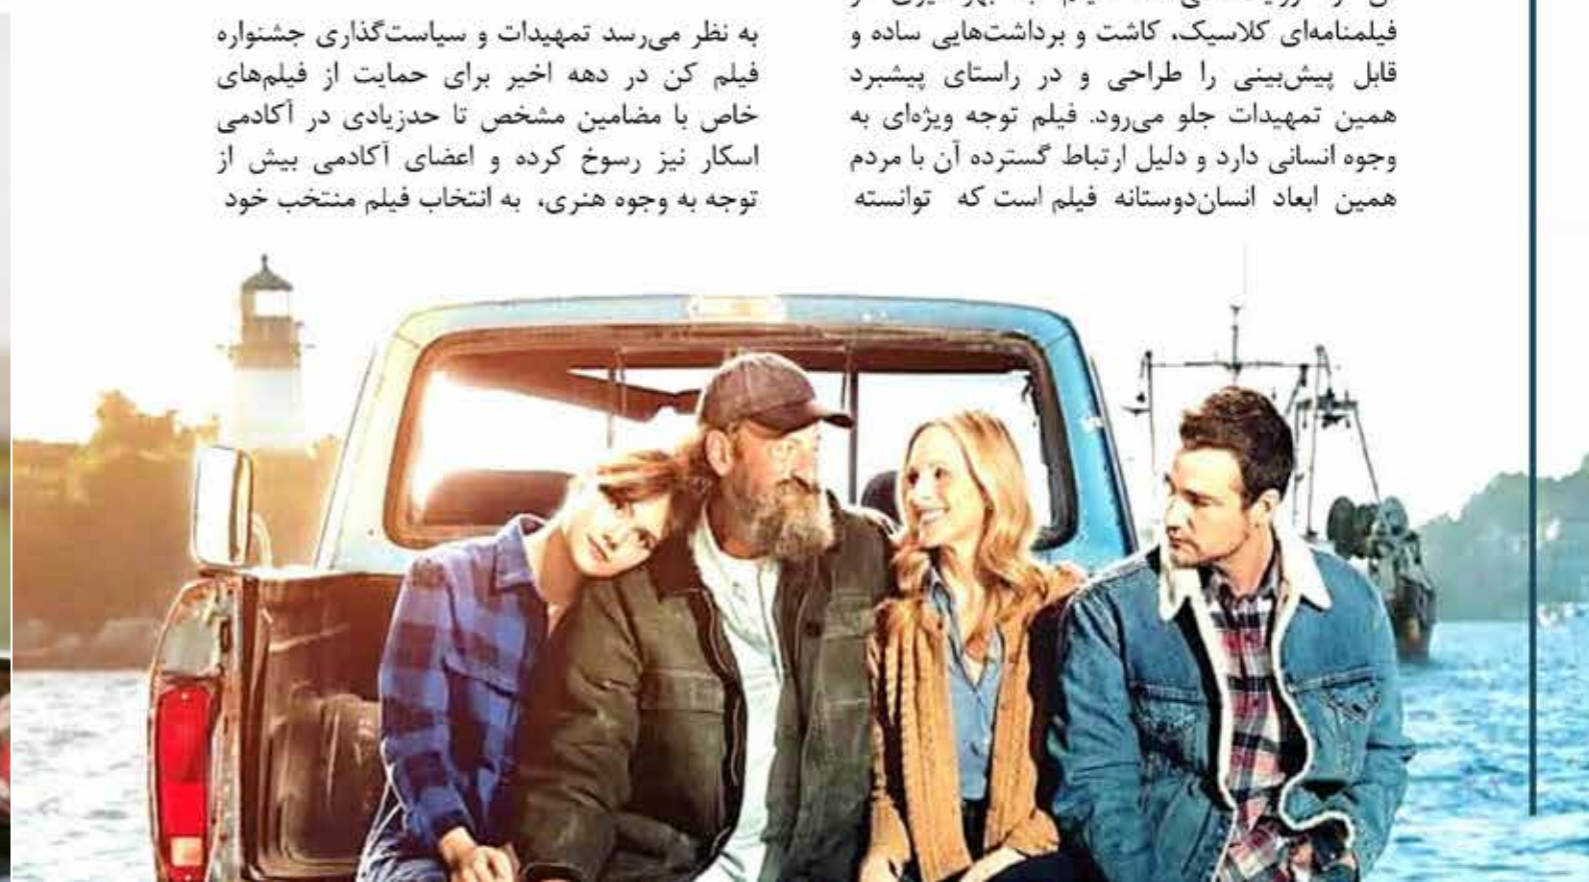 فیلمنامه‌ای کلاسیک، کاشت و برداشت‌هایی ساده و
قابل پیش‌بینی را طراحی و در راستای پیشبرد
همین تمهیدات جلو می‌رود. فیلم توجه ویژه‌ای به
وجوه انسانی دارد و دلیل ارتباط گسترده آن با مردم
همین ابعاد انسان‌دوستانه فیلم است که توانسته
به نظر می‌رسد تمهیدات و سیاست‌گذاری جشنواره
فیلم کن در دهه اخیر برای حمایت از فیلم‌های
خاص با مضامین مشخص تا حدزیادی در آکادمی
اسکار نیز رسوخ کرده و اعضای آکادمی بیش از
توجه به وجوه هنری، به انتخاب فیلم منتخب خود